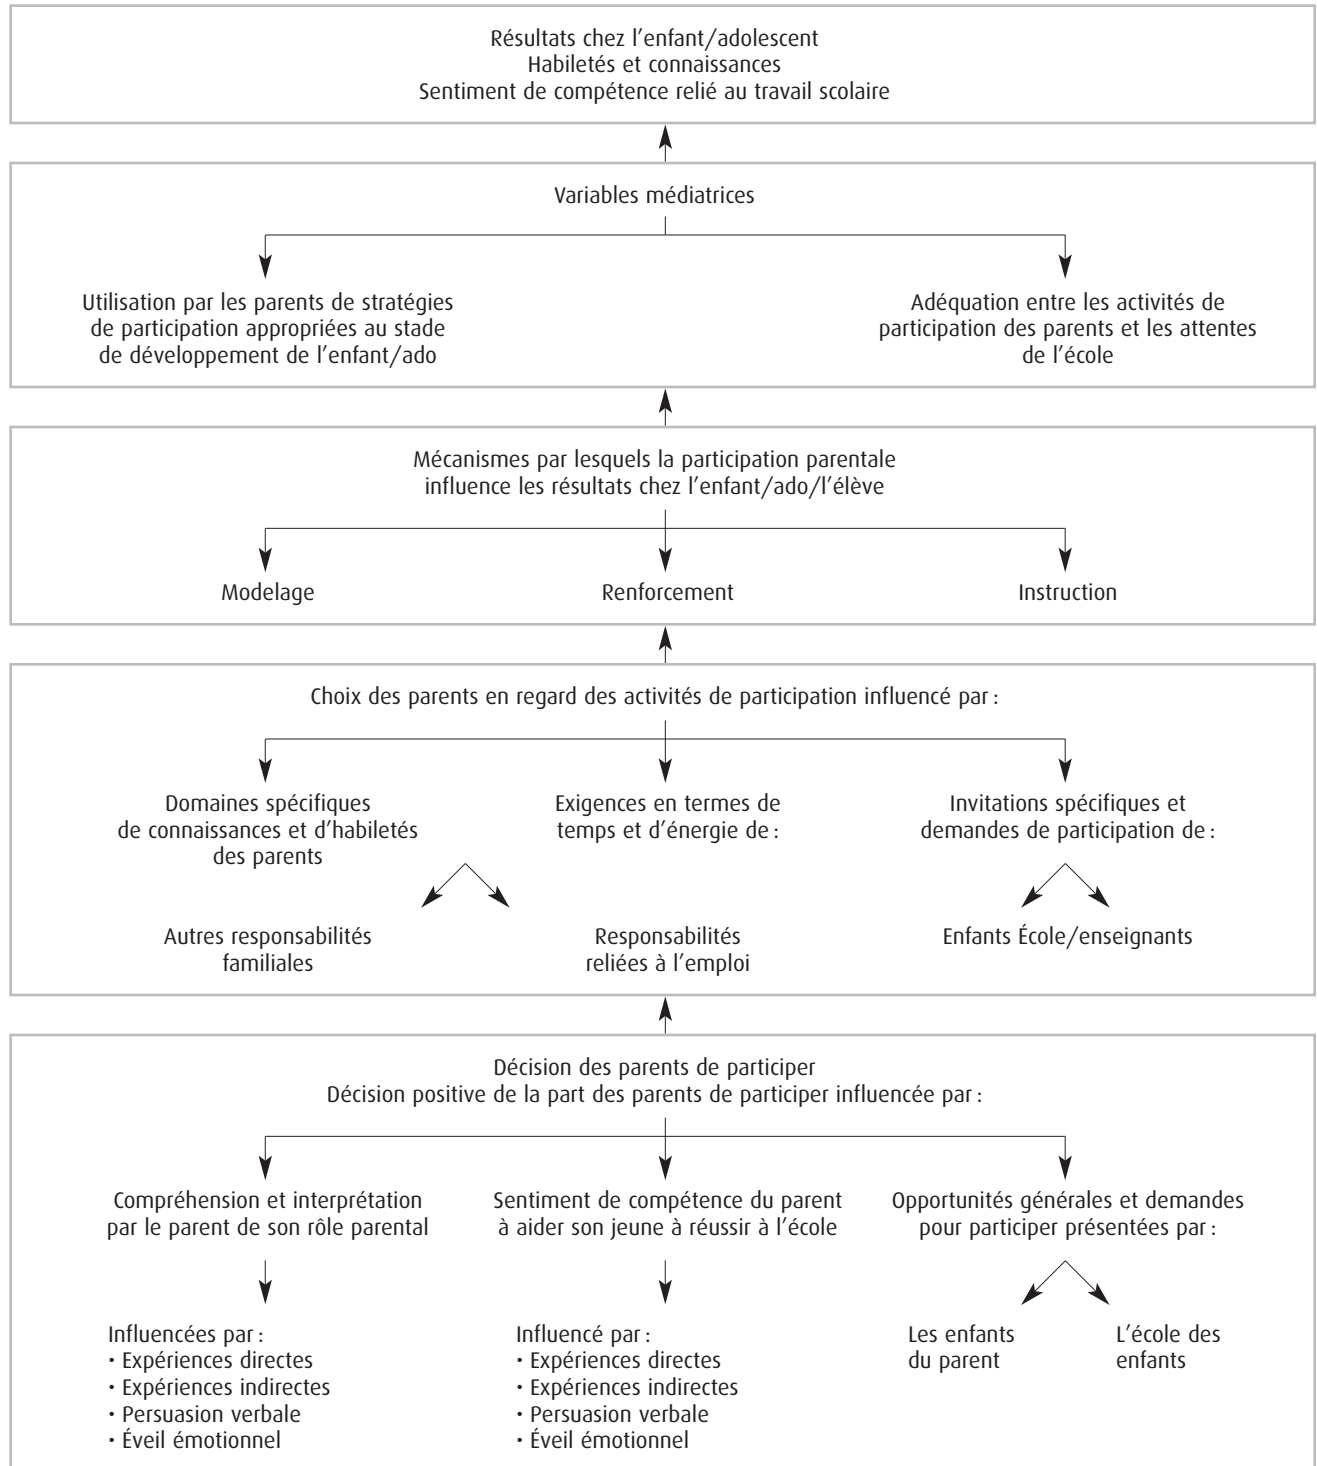 Résultats chez l'enfant/adolescent
Habiletés et connaissances
Sentiment de compétence relié au travail scolaire
Variables médiatrices
Utilisation par les parents de stratégies
de participation appropriées au stade
de développement de l'enfant/ado
Adéquation entre les activités de
participation des parents et les attentes
de l'école
Mécanismes par lesquels la participation parentale
influence les résultats chez l'enfant/ado/l'élève
Modelage
Renforcement
Instruction
Choix des parents en regard des activités de participation influencé par :
Domaines spécifiques
de connaissances et d'habiletés
des parents
Exigences en termes de
temps et d'énergie de :
Invitations spécifiques et
demandes de participation de :
Autres responsabilités
familiales
Responsabilités
reliées à l'emploi
Enfants École/enseignants
Décision des parents de participer
Décision positive de la part des parents de participer influencée par :
Compréhension et interprétation
par le parent de son rôle parental
Sentiment de compétence du parent
à aider son jeune à réussir à l'école
Opportunités générales et demandes
pour participer présentées par :
Influencées par :
• Expériences directes
• Expériences indirectes
• Persuasion verbale
• Éveil émotionnel
Influencé par :
• Expériences directes
• Expériences indirectes
• Persuasion verbale
• Éveil émotionnel
Les enfants
du parent
L'école des
enfants